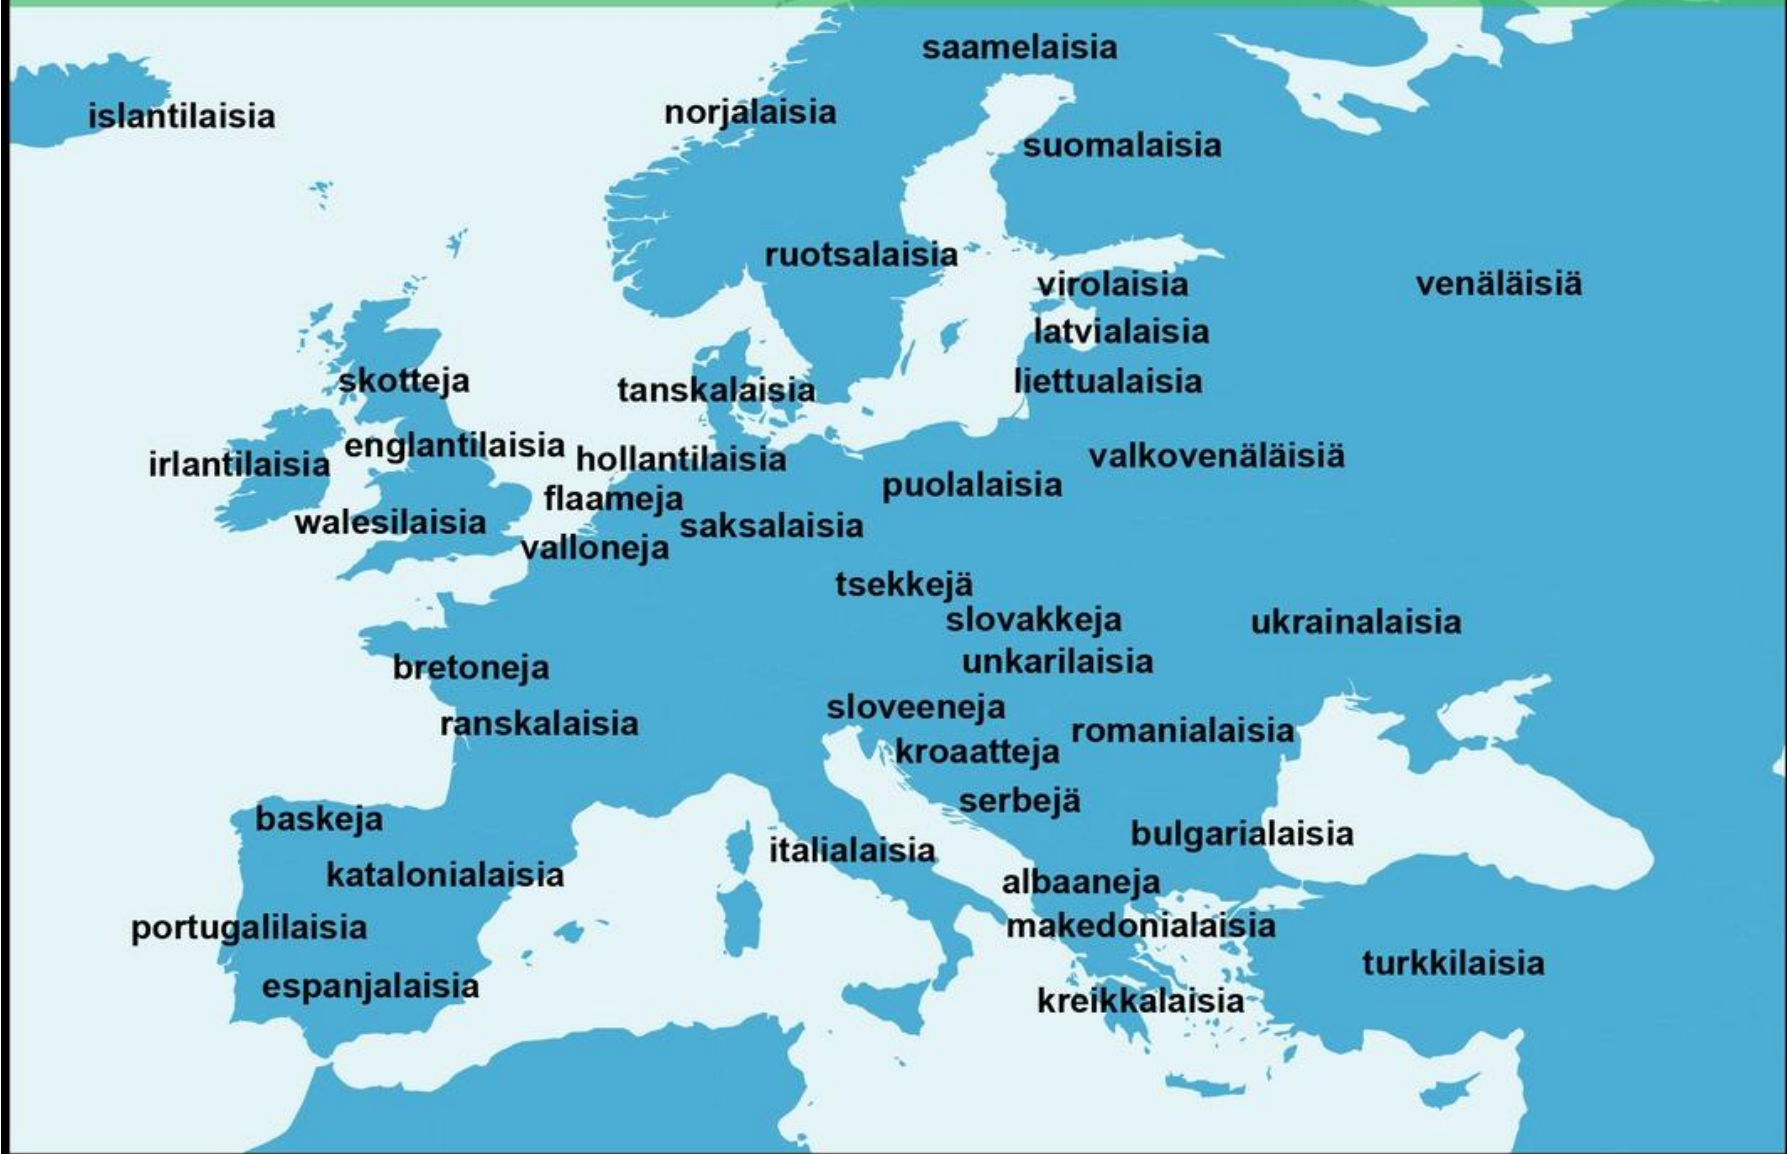 saamelaisia
islantilaisia
norjalaisia
suomalaisia
ruotsalaisia
virolaisia
venäläisiä
latvialaisia
skotteja
tanskalaisia
liettualaisia
irlantilaisia
englantilaisia
hollantilaisia
valkovenäläisiä
flaameja
puolalaisia
walesilaisia
saksalaisia
valloneja
tsekkejä
slovakkeja
ukrainalaisia
bretoneja
unkarilaisia
sloveeneja
ranskalaisia
romanialaisia
kroaatteja
serbejä
baskeja
bulgarialaisia
italialaisia
katalonialaisia
albaaneja
portugalilaisia
makedonialaisia
turkkilaisia
espanjalaisia
kreikkalaisia